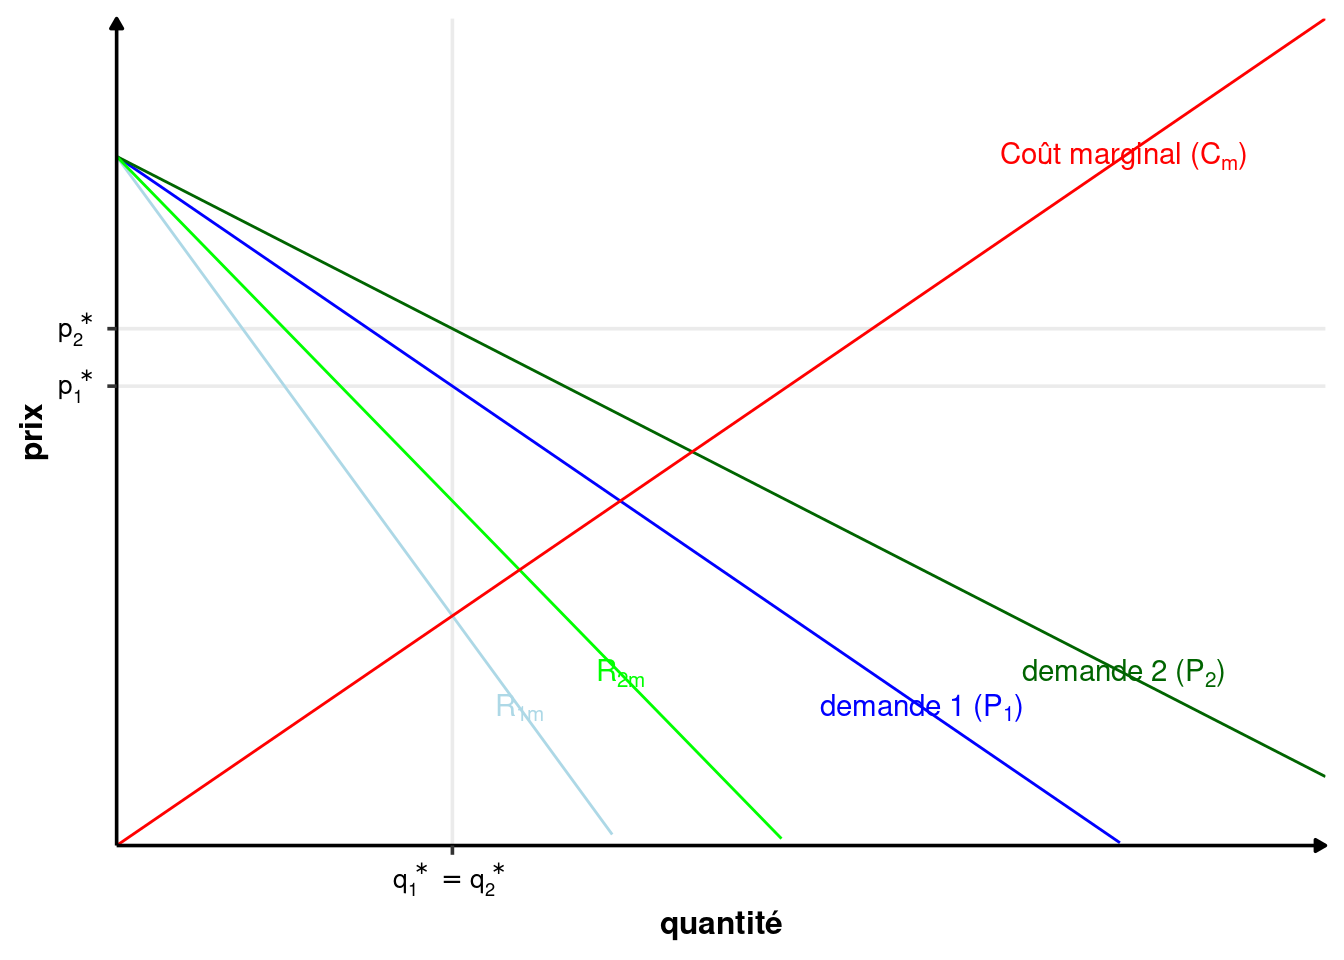 Coût marginal (Cₘ)
p₂*
p₁*
prix
R₂ₘ
demande 2 (P₂)
R₁ₘ
demande 1 (P₁)
q₁* = q₂*
quantité